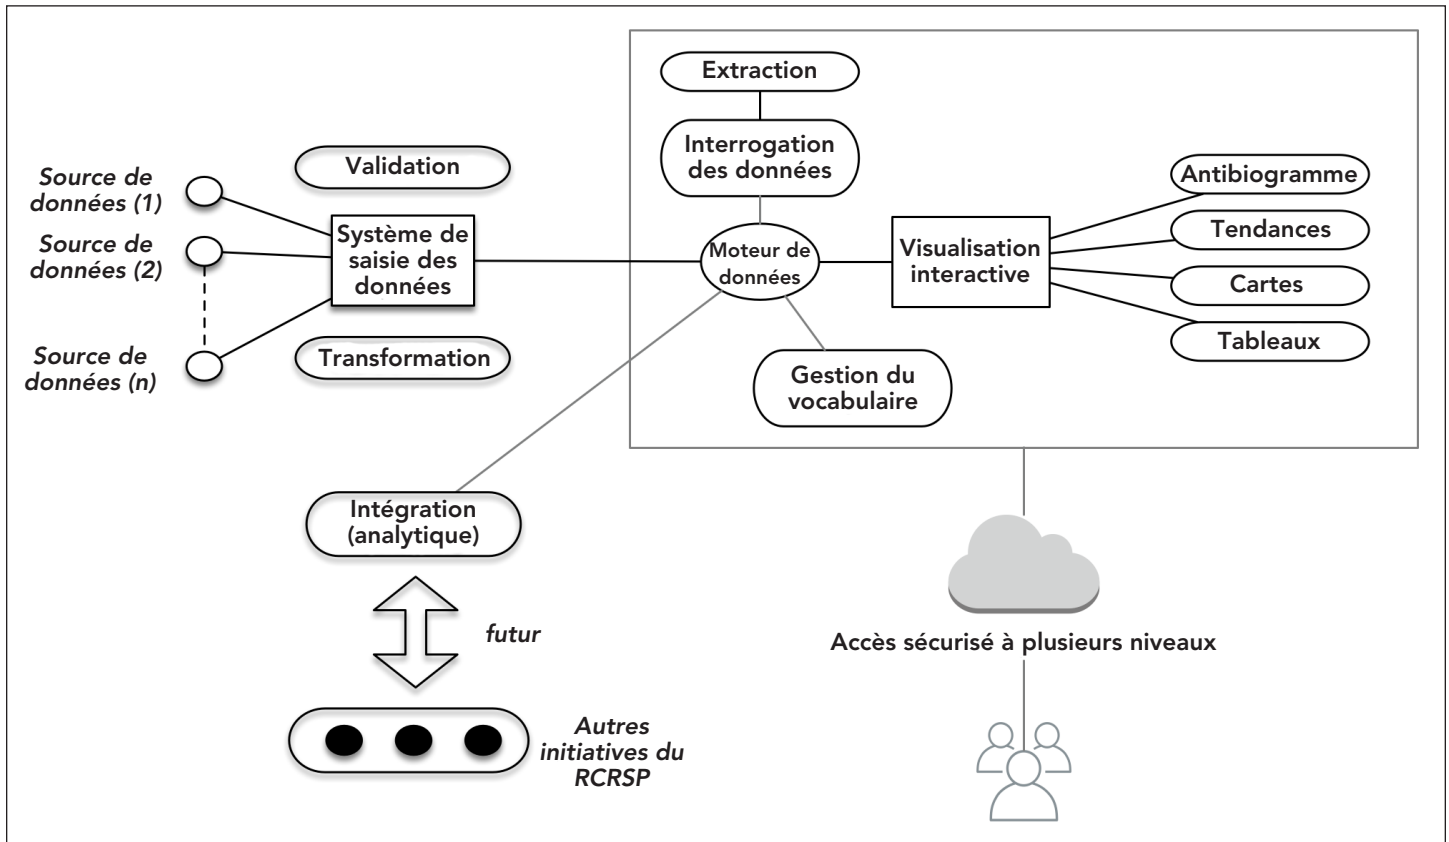 Extraction
Interrogation
des données
Validation
Source de
données (1)
Source de
données (2)
Source de
données (n)
Système de
saisie des
données
Transformation
Moteur de
données
Visualisation
interactive
Antibiogramme
Tendances
Cartes
Tableaux
Gestion du
vocabulaire
Intégration
(analytique)
futur
Autres
initiatives du
RCRSP
Accès sécurisé à plusieurs niveaux